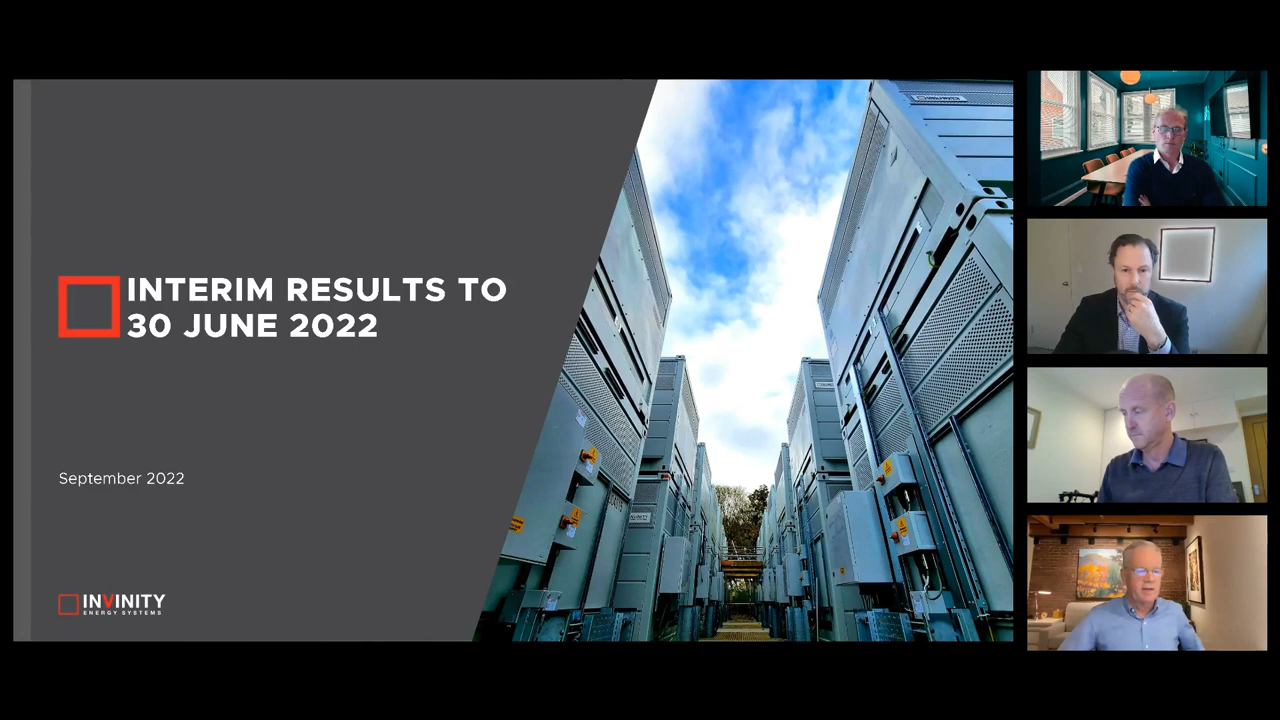 INTERIM RESULTS TO
30 JUNE 2022
September 2022
INVINITY
ENERGY SYSTEMS